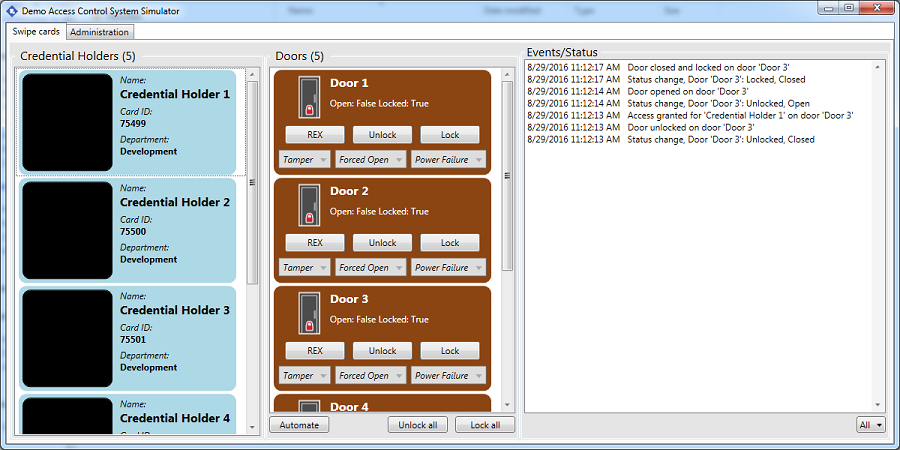 Demo Access Control System Simulator
Name
Date modified
Type
Size
Swipe cards
Administration
Credential Holders (5)
Name:
Credential Holder 1
Card ID:
75499
Department:
Development
Name:
Credential Holder 2
Card ID:
75500
Department:
Development
Name:
Credential Holder 3
Card ID:
75501
Department:
Development
Name:
Credential Holder 4
Card ID:
Doors (5)
Door 1
Open: False Locked: True
REX
Unlock
Lock
Tamper
Forced Open
Power Failure
Door 2
Open: False Locked: True
REX
Unlock
Lock
Tamper
Forced Open
Power Failure
Door 3
Open: False Locked: True
REX
Unlock
Lock
Tamper
Forced Open
Power Failure
Door 4
Automate
Unlock all
Lock all
Events/Status
8/29/2016 11:12:17 AM Door closed and locked on door 'Door 3'
8/29/2016 11:12:17 AM Status change, Door 'Door 3': Locked, Closed
8/29/2016 11:12:14 AM Door opened on door 'Door 3'
8/29/2016 11:12:14 AM Status change, Door 'Door 3': Unlocked, Open
8/29/2016 11:12:13 AM Access granted for 'Credential Holder 1' on door 'Door 3'
8/29/2016 11:12:13 AM Door unlocked on door 'Door 3'
8/29/2016 11:12:13 AM Status change, Door 'Door 3': Unlocked, Closed
All